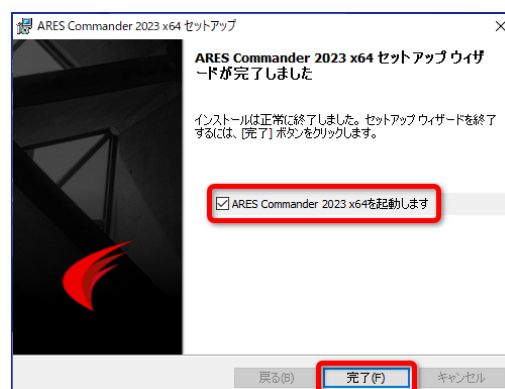 ARES Commander 2023 x64 セットアップ
ARES Commander 2023 x64 セットアップ ウィザ
ードが完了しました
インストールは正常に終了しました。セットアップ ウィザードを終了
するには、[完了] ボタンをクリックします。
ARES Commander 2023 x64を起動します
戻る(B)
完了(F)
キャンセル